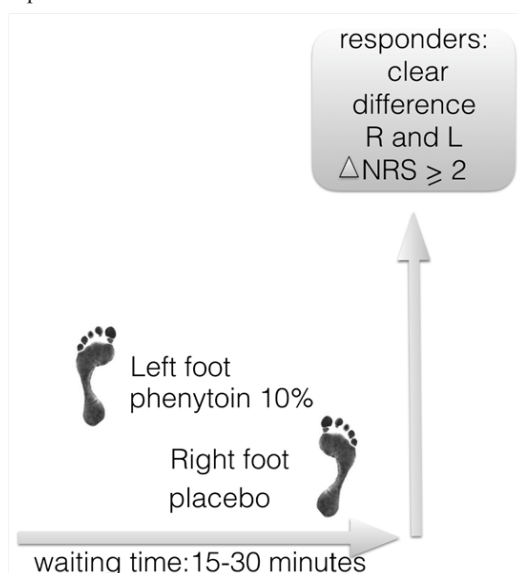 responders:
clear
difference
R and L
△NRS ⩾ 2
Left foot
phenytoin 10%
Right foot
placebo
waiting time:15-30 minutes